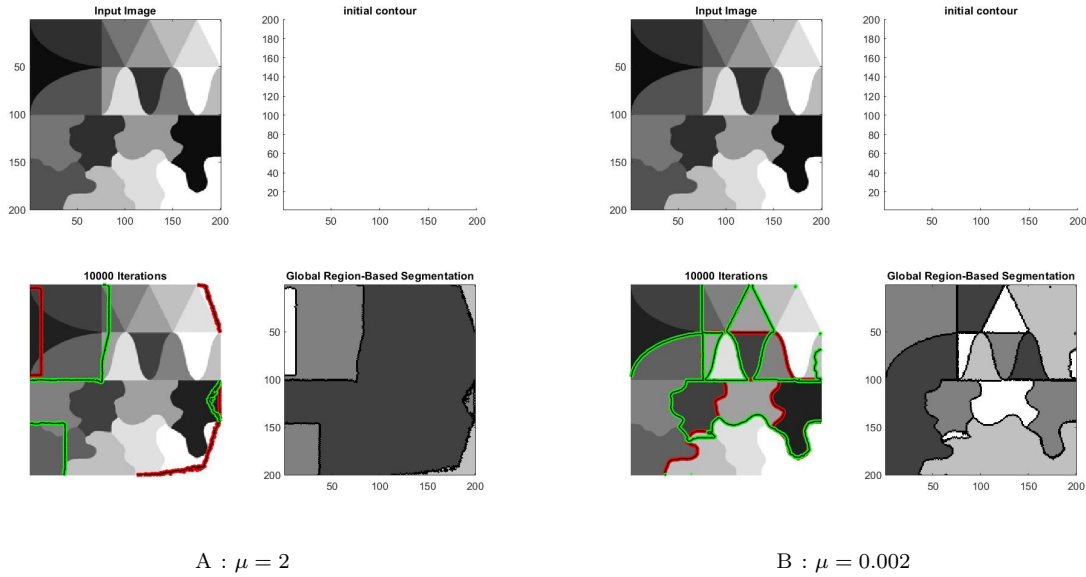 Input Image
50
100
150
200
50 100 150 200
initial contour
200
180
160
140
120
100
80
60
40
20
50 100 150 200
10000 Iterations
Global Region-Based Segmentation
50
100
150
200
50 100 150 200
A : μ = 2
Input Image
50
100
150
200
50 100 150 200
initial contour
200
180
160
140
120
100
80
60
40
20
50 100 150 200
10000 Iterations
Global Region-Based Segmentation
50
100
150
200
50 100 150 200
B : μ = 0.002